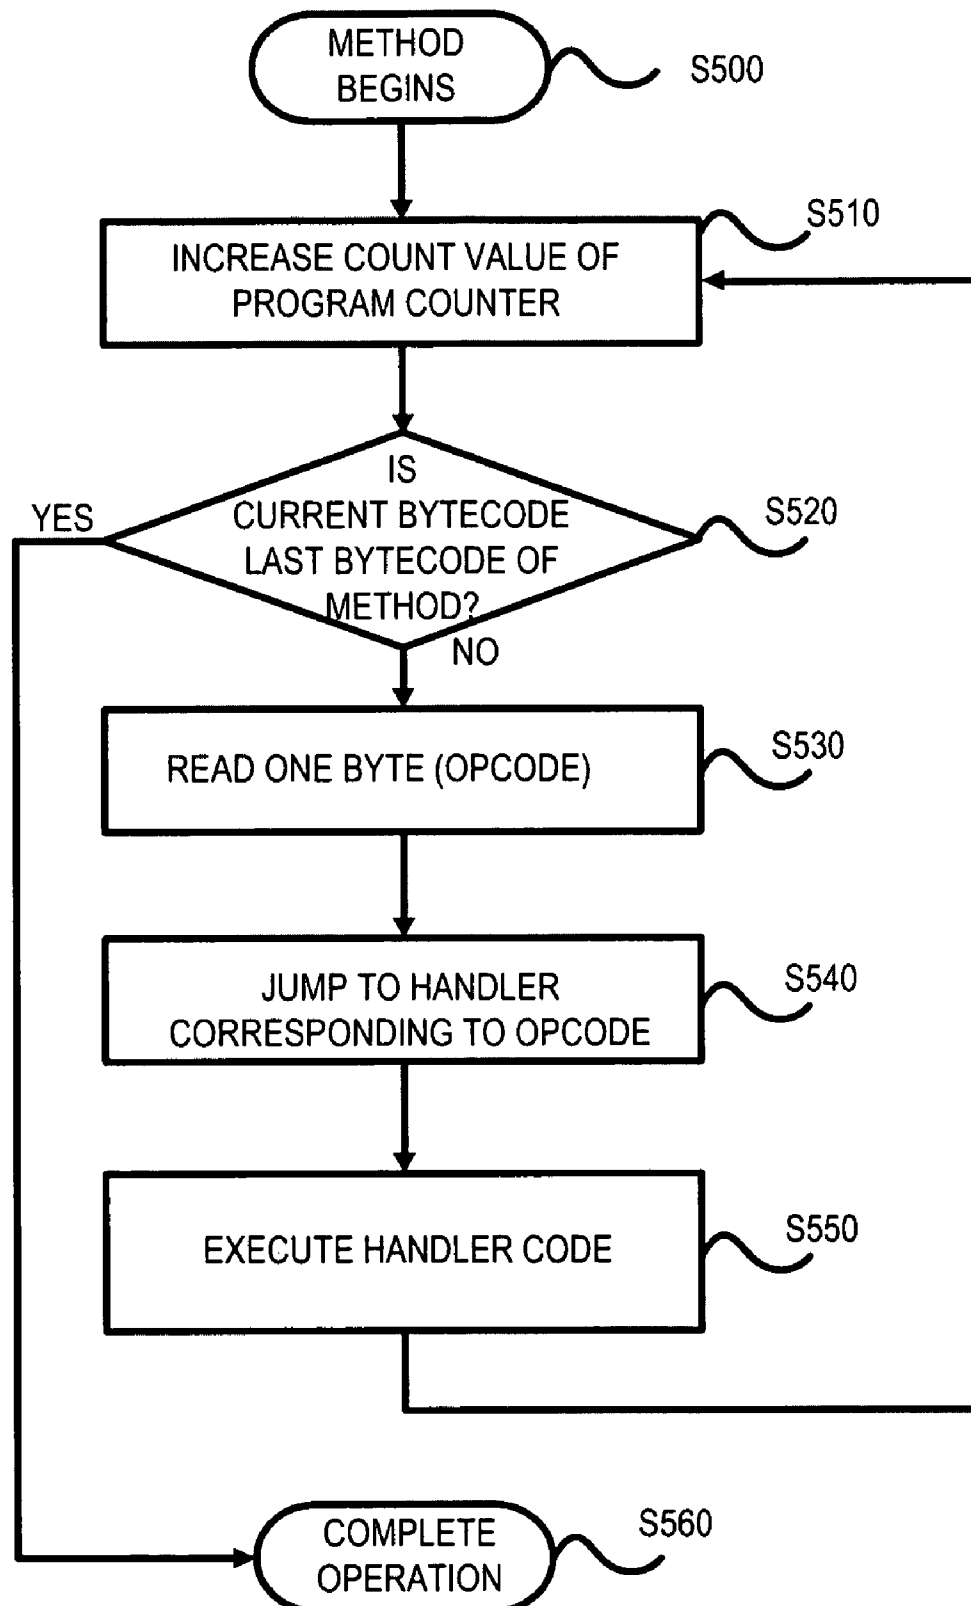 METHOD
BEGINS
S500
S510
INCREASE COUNT VALUE OF
PROGRAM COUNTER
IS
CURRENT BYTECODE
LAST BYTECODE OF
METHOD?
YES
S520
NO
READ ONE BYTE (OPCODE)
S530
JUMP TO HANDLER
CORRESPONDING TO OPCODE
S540
EXECUTE HANDLER CODE
S550
COMPLETE
OPERATION
S560